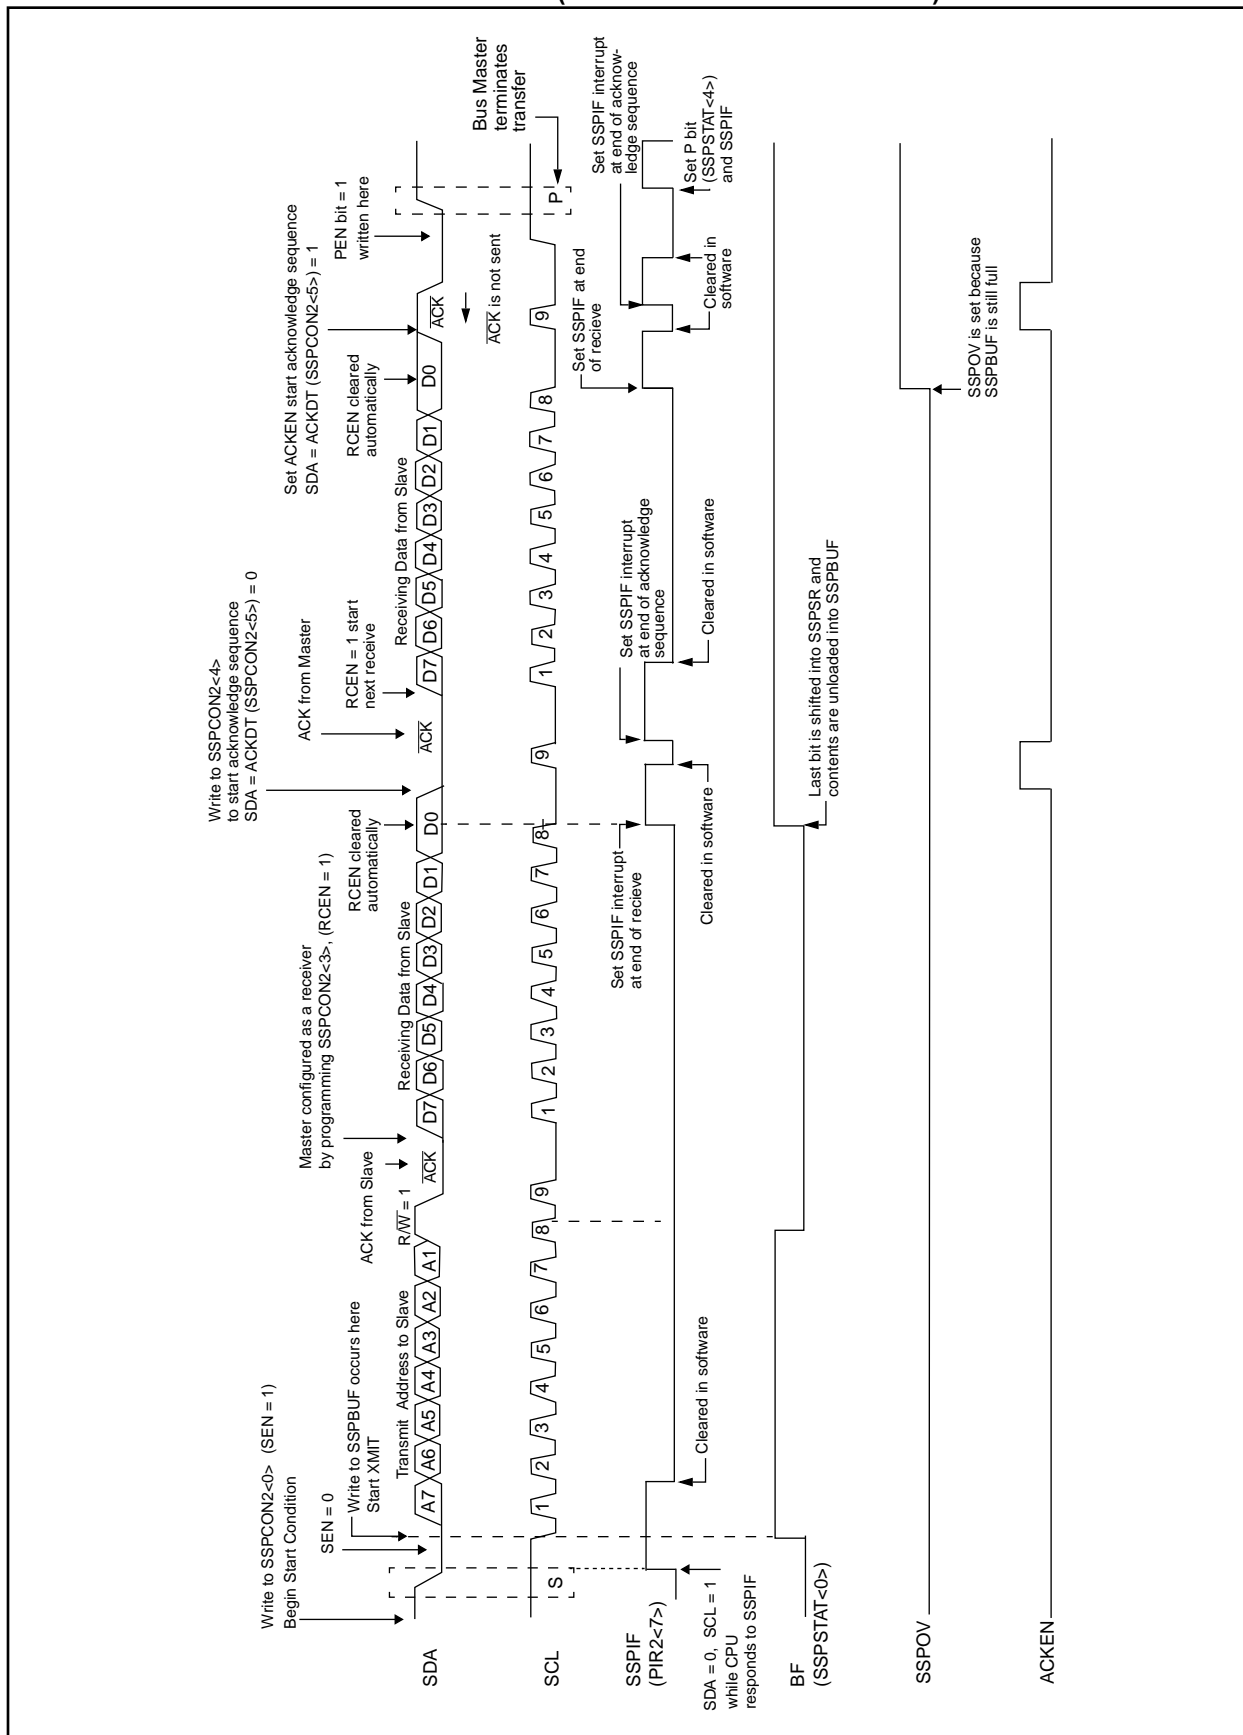 Write to SSPCON2<0> (SEN = 1)
Begin Start Condition
SEN = 0
Write to SSPBUF occurs here
Start XMIT
ACK from Slave
Master configured as a receiver
by programming SSPCON2<3>, (RCEN = 1)
RCEN cleared
automatically
Write to SSPCON2<4>
to start acknowledge sequence
SDA = ACKDT (SSPCON2<5>) = 0
ACK from Master
RCEN = 1 start
next receive
RCEN cleared
automatically
Set ACKEN start acknowledge sequence
SDA = ACKDT (SSPCON2<5>) = 1
PEN bit = 1
written here
Transmit Address to Slave
R/W = 1
Receiving Data from Slave
Receiving Data from Slave
SDA
A7 A6 A5 A4 A3 A2 A1
ACK
D7 D6 D5 D4 D3 D2 D1 D0
ACK
D7 D6 D5 D4 D3 D2 D1 D0
ACK
ACK is not sent
Bus Master
terminates
transfer
SCL
S
1 2 3 4 5 6 7 8 9
1 2 3 4 5 6 7 8
9
1 2 3 4 5 6 7 8
9
P
Set SSPIF interrupt
at end of recieve
Set SSPIF interrupt
at end of acknowledge
sequence
Set SSPIF at end
of recieve
Set SSPIF interrupt
at end of acknow-
ledge sequence
SSPIF
(PIR2<7>)
SDA = 0, SCL = 1
while CPU
responds to SSPIF
Cleared in software
Cleared in software
Cleared in software
Cleared in
software
Set P bit
(SSPSTAT<4>)
and SSPIF
BF
(SSPSTAT<0>)
Last bit is shifted into SSPSR and
contents are unloaded into SSPBUF
SSPOV
SSPOV is set because
SSPBUF is still full
ACKEN